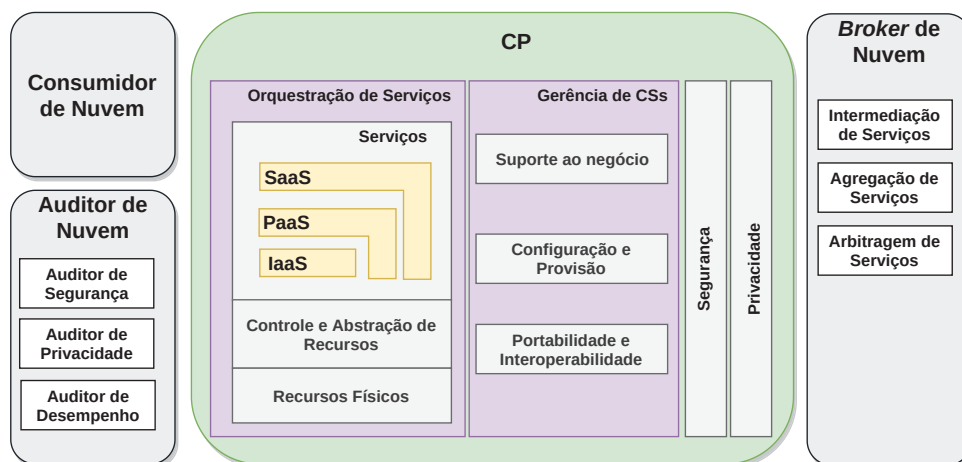 Consumidor
de Nuvem
Auditor de
Nuvem
Auditor de
Segurança
Auditor de
Privacidade
Auditor de
Desempenho
CP
Orquestração de Serviços
Serviços
SaaS
PaaS
IaaS
Controle e Abstração de
Recursos
Recursos Físicos
Gerência de CSs
Suporte ao negócio
Configuração e
Provisão
Portabilidade e
Interoperabilidade
Segurança
Privacidade
Broker de
Nuvem
Intermediação
de Serviços
Agregação de
Serviços
Arbitragem de
Serviços